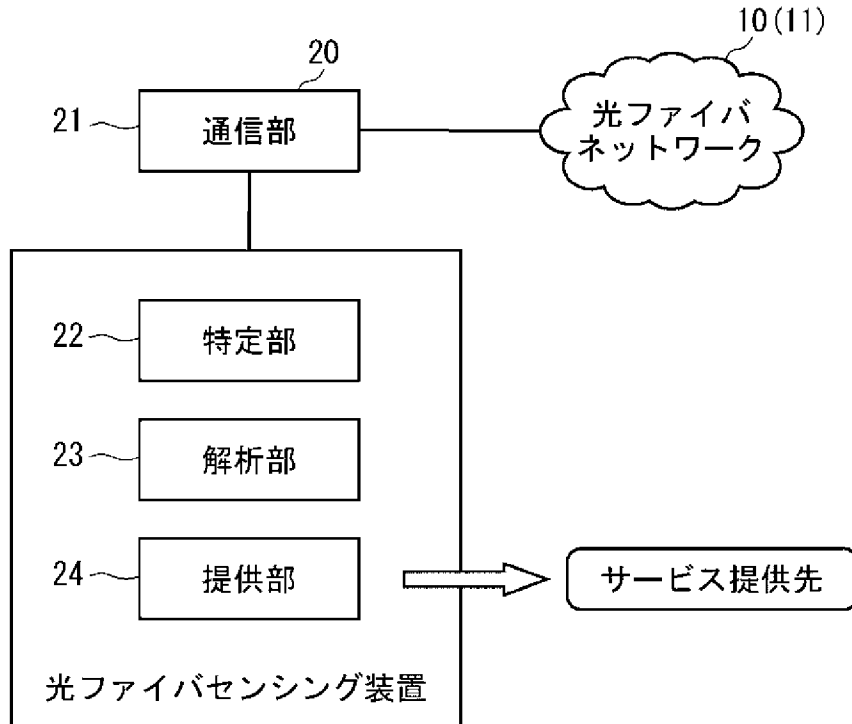 10(11)
20
21
通信部
光ファイバ
ネットワーク
22
特定部
23
解析部
24
提供部
サービス提供先
光ファイバセンシング装置